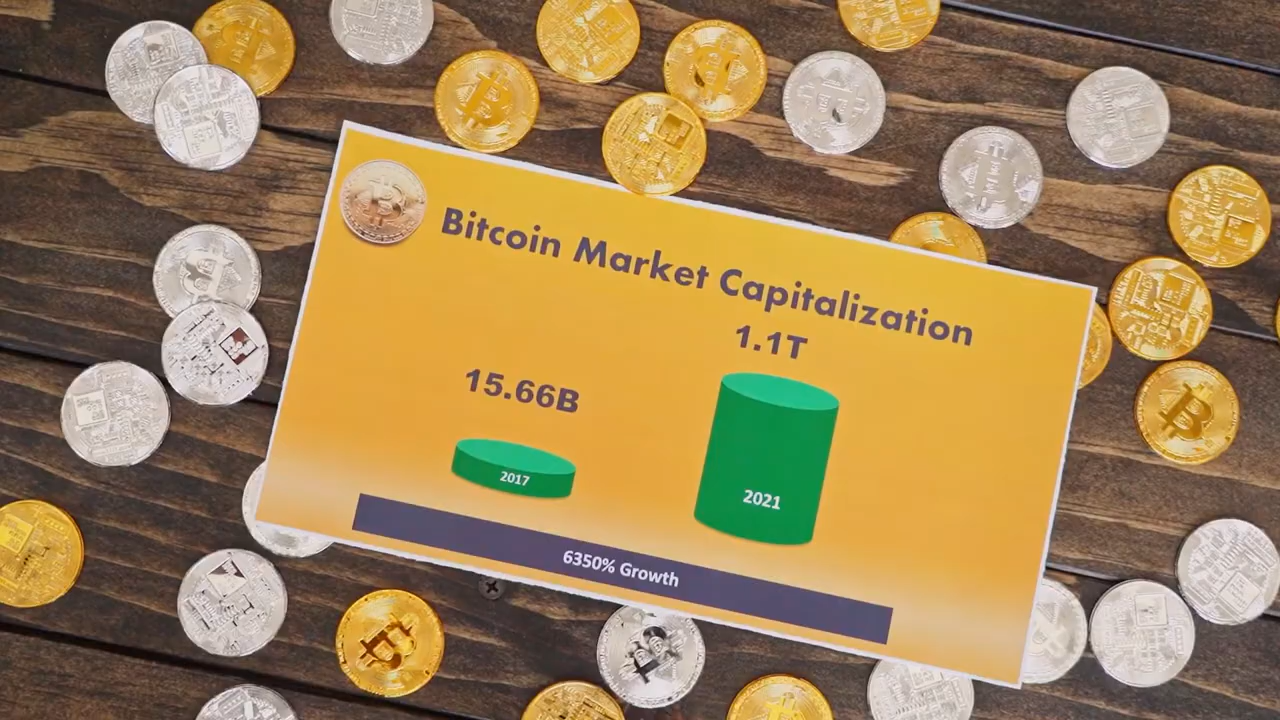 Bitcoin Market Capitalization
1.1T
15.66B
2017
2021
6350% Growth